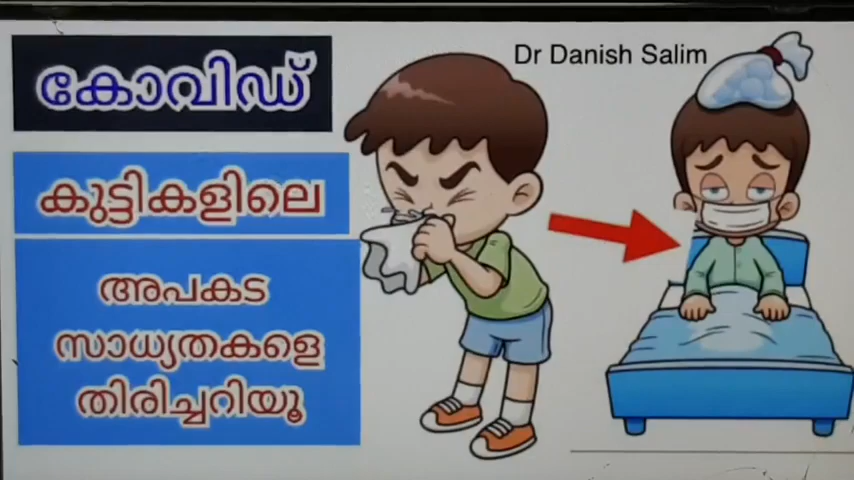 കോവിഡ്
Dr Danish Salim
കുട്ടികളിലെ
അപകട
സാധ്യതകളെ
തിരിച്ചറിയൂ